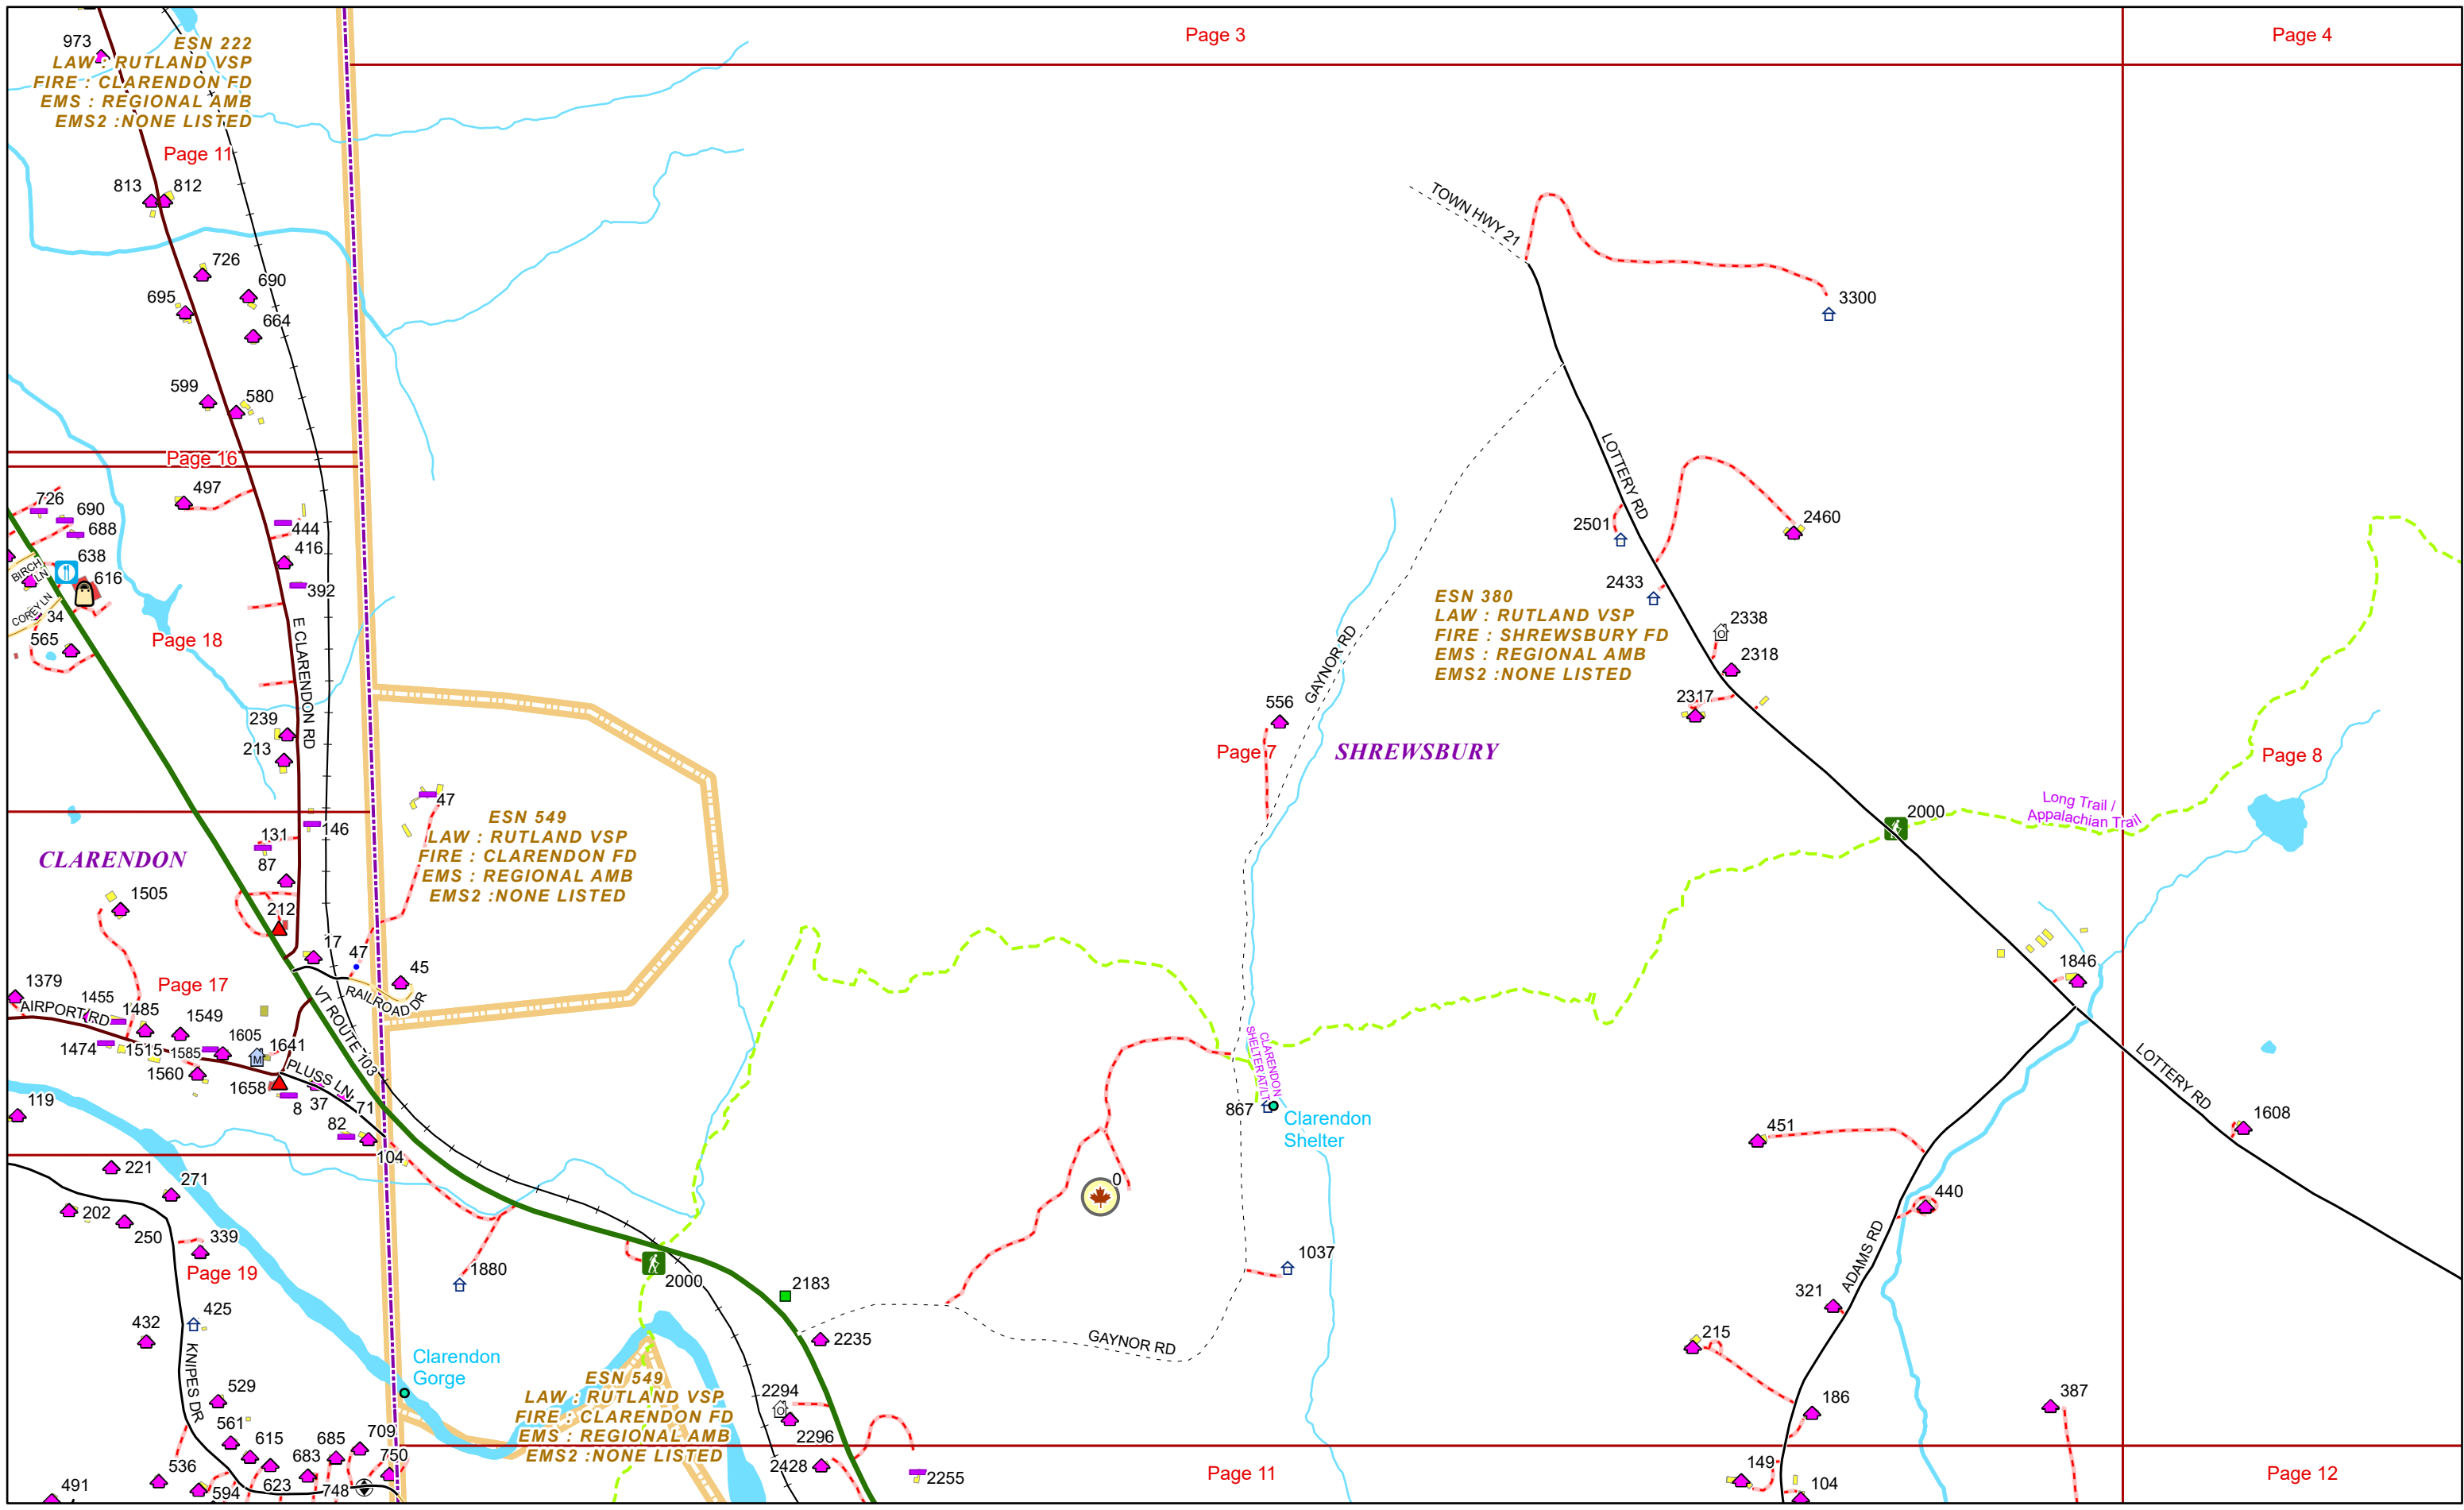 Page 3
Page 4
973
ESN 222
LAW : RUTLAND VSP
FIRE : CLARENDON FD
EMS : REGIONAL AMB
EMS2 :NONE LISTED
Page 11
813
812
TOWN HWY 21
726
690
695
664
3300
599
580
Page 16
497
726
690
688
444
416
392
638
616
BIRCH LN
COREY LN
34
565
Page 18
E CLARENDON RD
LOTTERY RD
2501
2460
2433
ESN 380
LAW : RUTLAND VSP
FIRE : SHREWSBURY FD
EMS : REGIONAL AMB
EMS2 :NONE LISTED
2338
2318
2317
GAYNOR RD
556
Page 7
SHREWSBURY
Page 8
239
213
47
146
131
87
ESN 549
LAW : RUTLAND VSP
FIRE : CLARENDON FD
EMS : REGIONAL AMB
EMS2 :NONE LISTED
CLARENDON
Long Trail /
Appalachian Trail
2000
1505
212
17
47
45
1846
Page 17
1379
AIRPORT RD
1455
1485
1549
1605
1641
1474
1515
1585
1560
1658
RAILROAD DR
VT ROUTE 103
PLUSS LN
8
37
71
82
104
119
CLARENDON
SHELTER AT/LT
867
Clarendon
Shelter
LOTTERY RD
1608
451
440
221
271
202
250
339
Page 19
0
1037
1880
2000
2183
2235
GAYNOR RD
ADAMS RD
321
215
186
387
432
425
KNIPES DR
Clarendon
Gorge
529
561
615
685
709
683
750
536
594
623
748
491
ESN 549
LAW : RUTLAND VSP
FIRE : CLARENDON FD
EMS : REGIONAL AMB
EMS2 :NONE LISTED
2294
2296
2428
2255
Page 11
149
104
Page 12